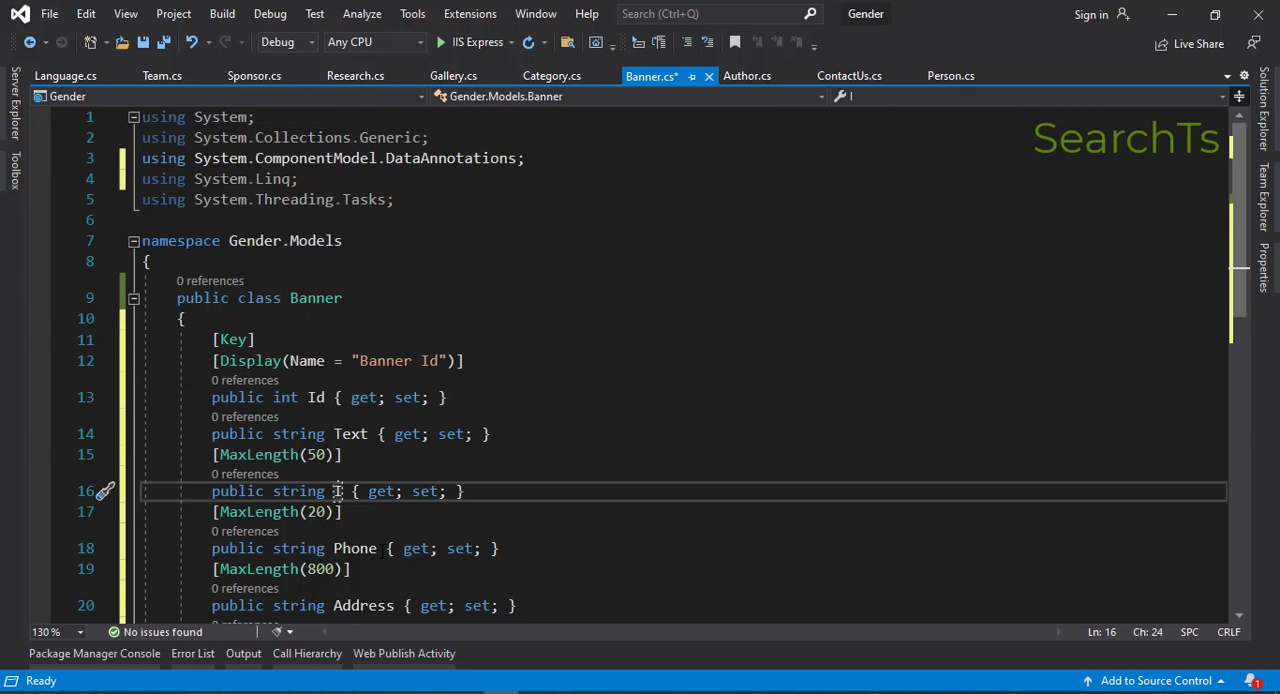 File Edit View Project Build Debug Test Analyze Tools Extensions Window Help Search (Ctrl+Q) Gender Sign in
Debug Any CPU IIS Express Live Share
Language.cs Team.cs Sponsor.cs Research.cs Gallery.cs Category.cs Banner.cs* Author.cs ContactUs.cs Person.cs
Gender Gender.Models.Banner I
Server Explorer
Toolbox
Solution Explorer
Team Explorer
Properties
SearchTs
1 using System;
2 using System.Collections.Generic;
3 using System.ComponentModel.DataAnnotations;
4 using System.Linq;
5 using System.Threading.Tasks;
6
7 namespace Gender.Models
8 {
0 references
9 public class Banner
10 {
11 [Key]
12 [Display(Name = "Banner Id")]
0 references
13 public int Id { get; set; }
0 references
14 public string Text { get; set; }
15 [MaxLength(50)]
0 references
16 public string I { get; set; }
17 [MaxLength(20)]
0 references
18 public string Phone { get; set; }
19 [MaxLength(800)]
0 references
20 public string Address { get; set; }
130 % No issues found Ln: 16 Ch: 24 SPC CRLF
Package Manager Console Error List Output Call Hierarchy Web Publish Activity
Ready Add to Source Control 1